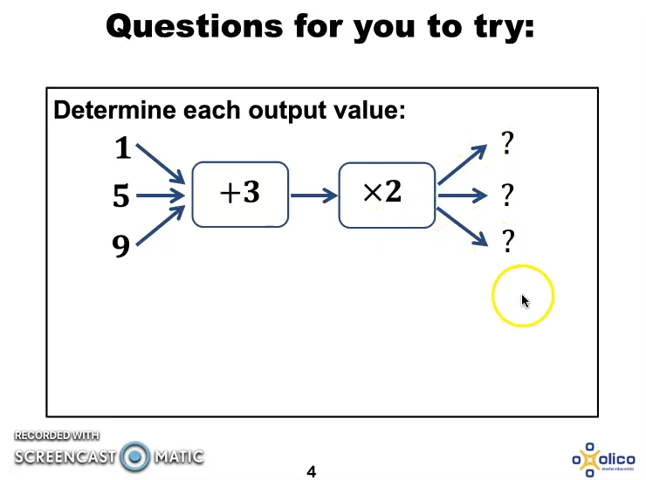 Questions for you to try:
Determine each output value:
1
?
5
+3
×2
?
9
?
RECORDED WITH
SCREENCAST MATIC
4
olico